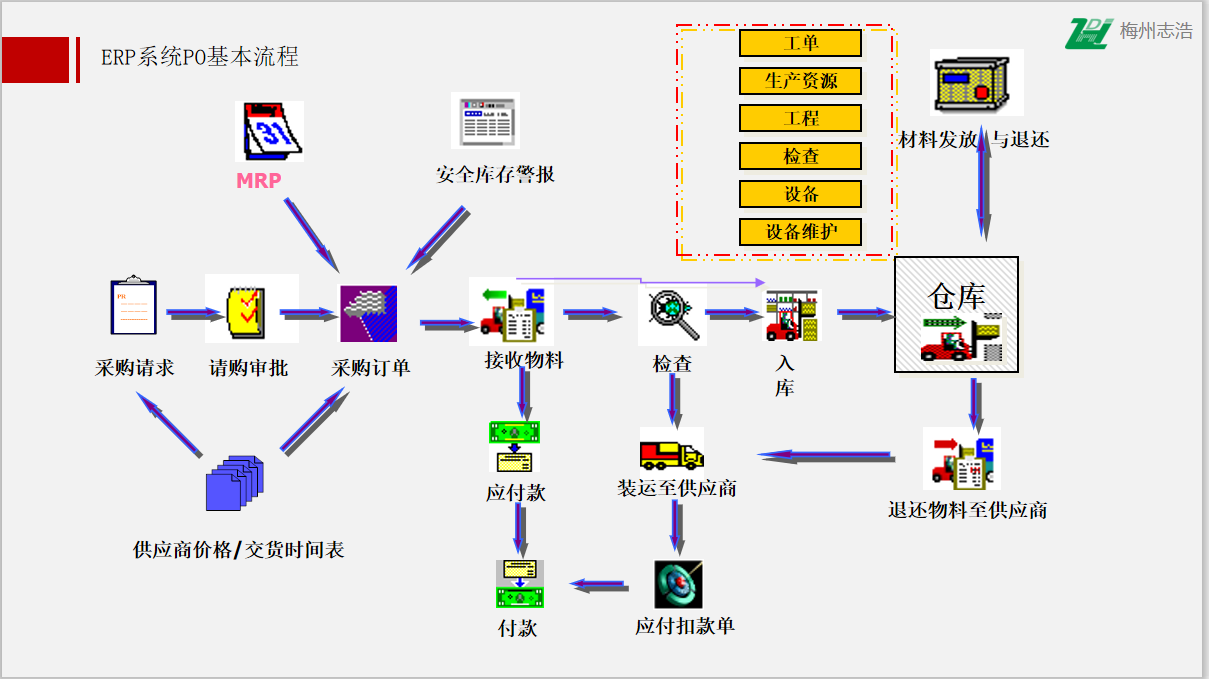 ERP系统PO基本流程
梅州志浩
工单
生产资源
工程
检查
设备
设备维护
材料发放 与退还
31
MRP
安全库存警报
仓库
PR
采购请求
请购审批
采购订单
接收物料
检查
入
库
应付款
装运至供应商
退还物料至供应商
供应商价格/交货时间表
付款
应付扣款单